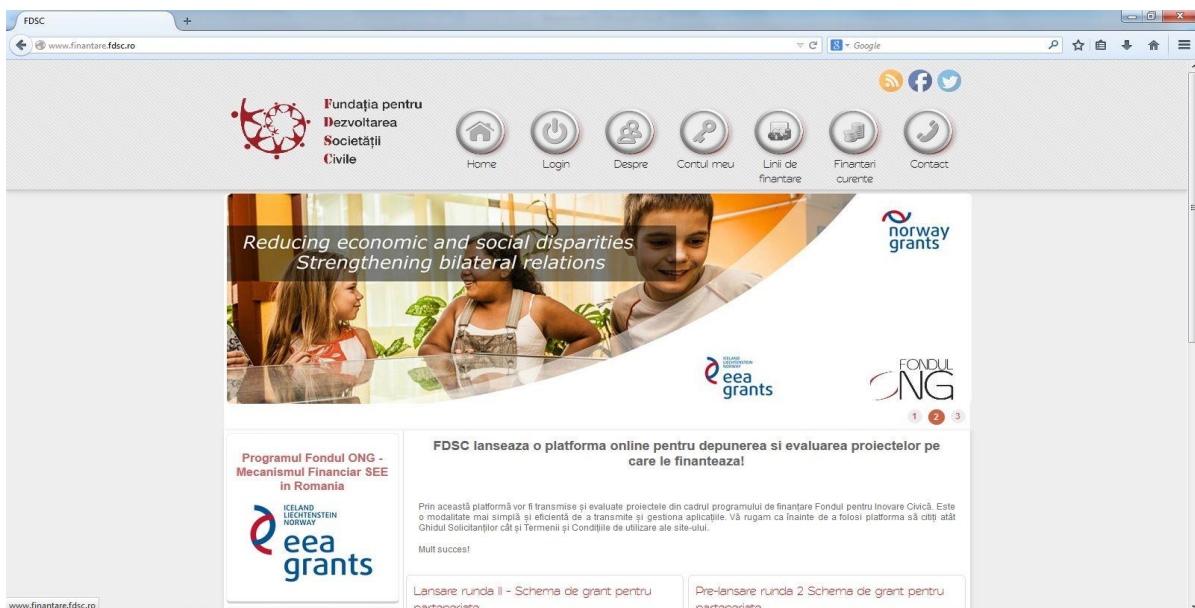 FDSC
www.finantare.fdsc.ro
Google
Fundația pentru
Dezvoltarea
Societății
Civile
Home
Login
Despre
Contul meu
Linii de
finantare
Finantari
curente
Contact
Reducing economic and social disparities
Strengthening bilateral relations
norway
grants
ICELAND
LIECHTENSTEIN
NORWAY
eea
grants
FONDUL
ONG
1 2 3
Programul Fondul ONG -
Mecanismul Financiar SEE
in Romania
ICELAND
LIECHTENSTEIN
NORWAY
eea
grants
FDSC lanseaza o platforma online pentru depunerea si evaluarea proiectelor pe
care le finanteaza!
Prin această platformă vor fi transmise și evaluate proiectele din cadrul programului de finanțare Fondul pentru Inovare Civică. Este
o modalitate mai simplă și eficientă de a transmite și gestiona aplicațiile. Vă rugam ca înainte de a folosi platforma să citiți atât
Ghidul Solicitanților cât și Termenii și Condițiile de utilizare ale site-ului.
Mult succes!
Lansare runda II - Schema de grant pentru
parteneriate
Pre-lansare runda 2 Schema de grant pentru
parteneriate
www.finantare.fdsc.ro